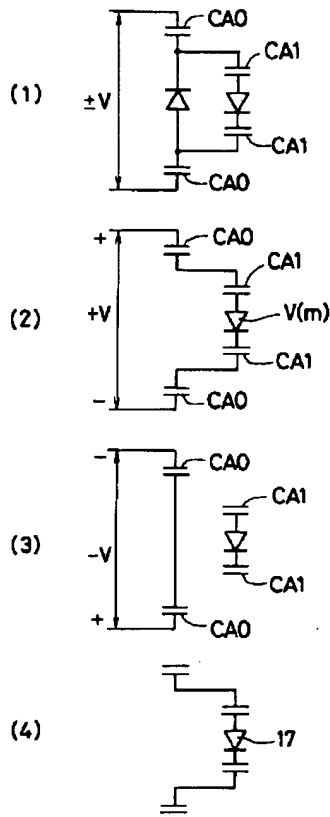 CA0
CA1
(1)
±V
CA1
CA0
+
CA0
CA1
(2)
+V
V(m)
CA1
-
CA0
-
CA0
CA1
(3)
-V
CA1
+
CA0
(4)
17